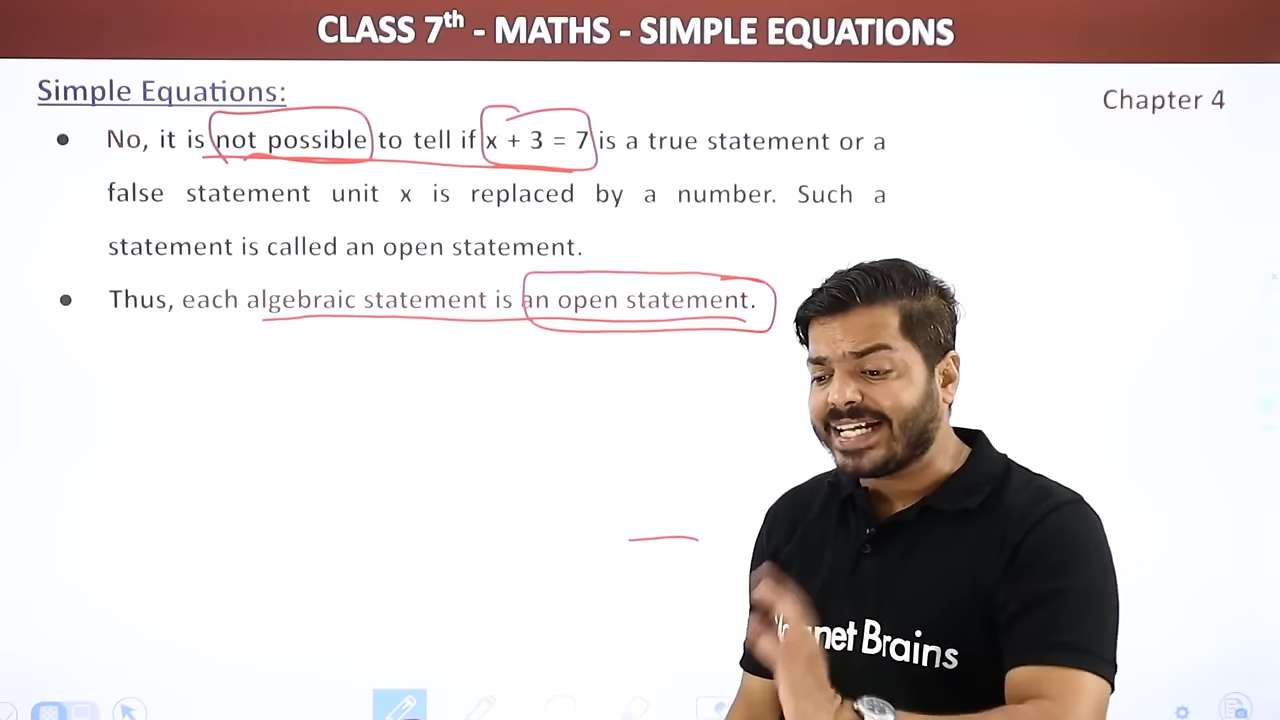 CLASS 7th - MATHS - SIMPLE EQUATIONS
Simple Equations:
Chapter 4
• No, it is not possible to tell if x + 3 = 7 is a true statement or a
false statement unit x is replaced by a number. Such a
statement is called an open statement.
• Thus, each algebraic statement is an open statement.
Brains